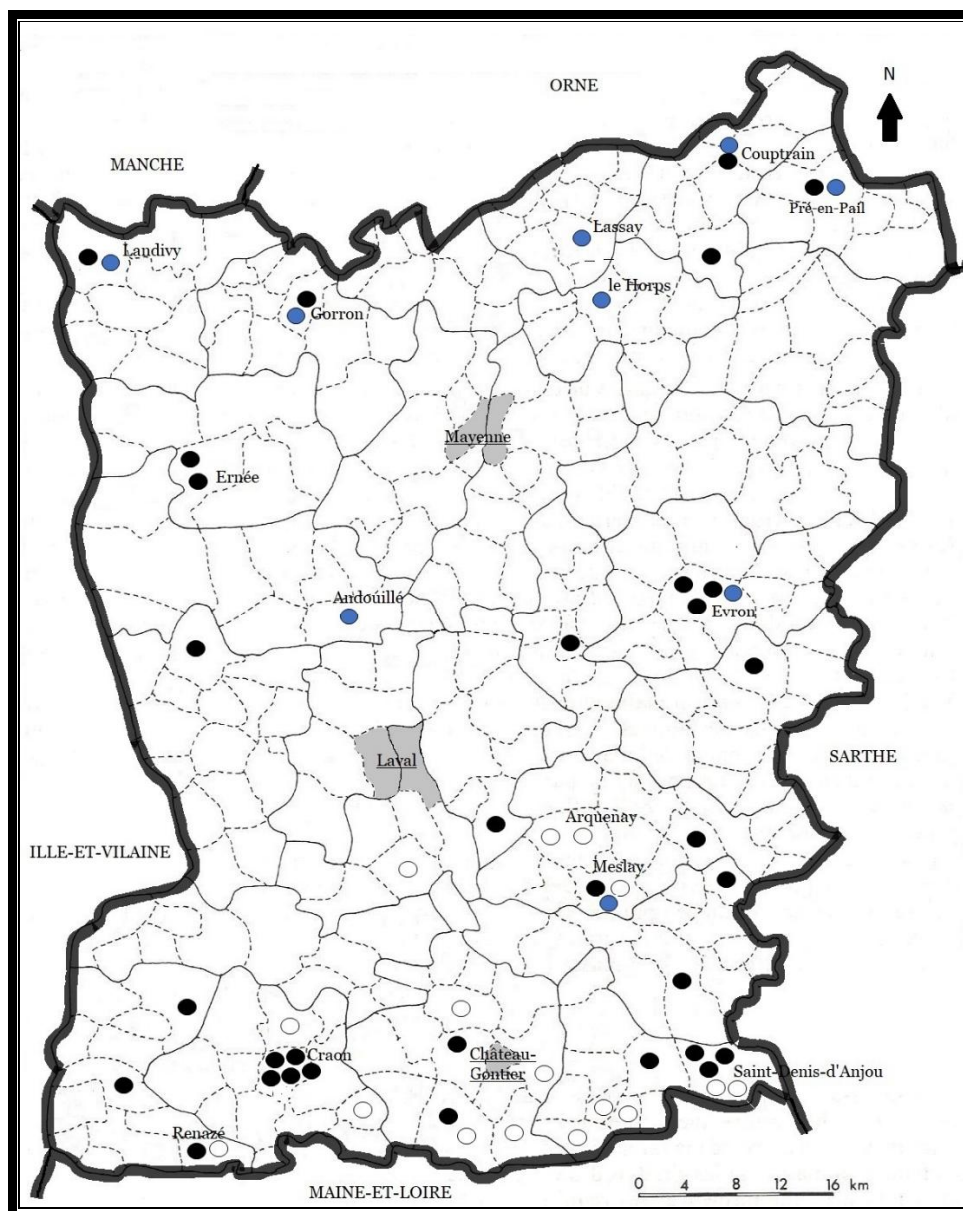 ORNE
N
MANCHE
Couptrain
Pré-en-Pail
Landivy
Lassay
le Horps
Gorron
Mayenne
Ernée
Andouillé
Evron
Laval
SARTHE
Arquenay
ILLE-ET-VILAINE
Meslay
Craon
Château-
Gontier
Saint-Denis-d'Anjou
Renazé
MAINE-ET-LOIRE
0 4 8 12 16 km